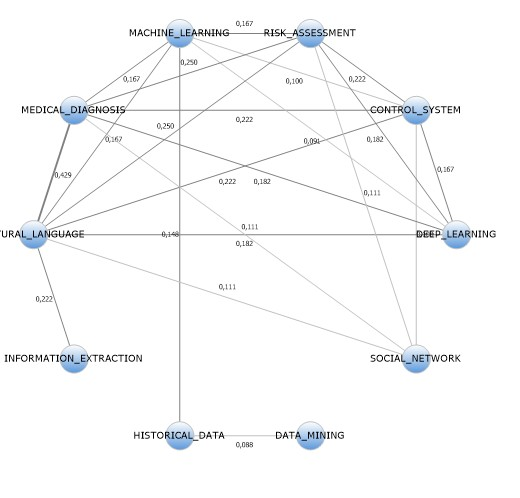 0,167
MACHINE_LEARNING
RISK_ASSESSMENT
0,250
0,167
0,100
0,222
MEDICAL_DIAGNOSIS
CONTROL_SYSTEM
0,222
0,250
0,167
0,091
0,182
0,429
0,167
0,222
0,182
0,111
0,111
TURAL_LANGUAGE
0,148
DEEP_LEARNING
0,182
0,111
0,222
INFORMATION_EXTRACTION
SOCIAL_NETWORK
HISTORICAL_DATA
DATA_MINING
0,088